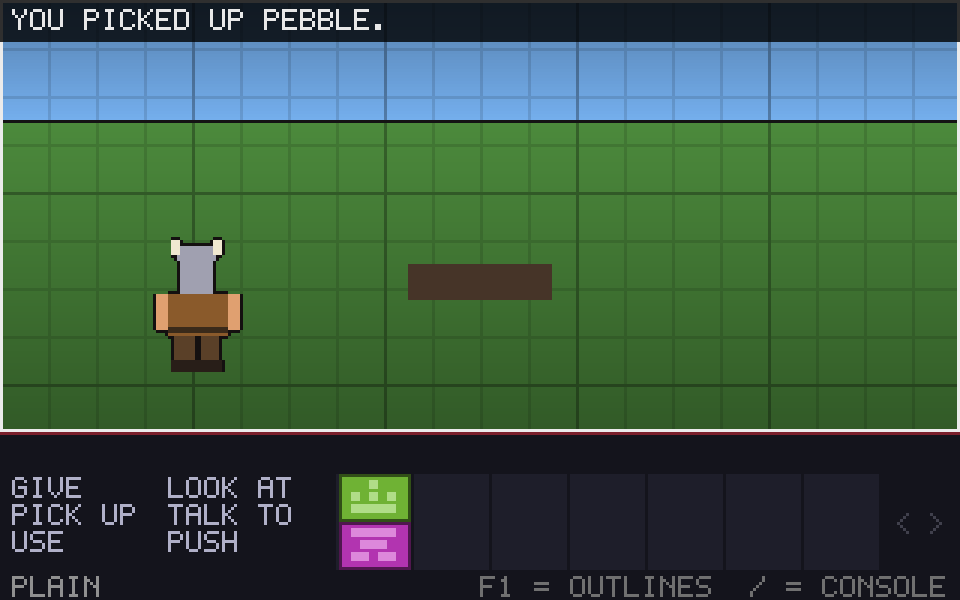 YOU PICKED UP PEBBLE.
GIVE LOOK AT
PICK UP TALK TO
USE PUSH
< >
PLAIN F1 = OUTLINES / = CONSOLE